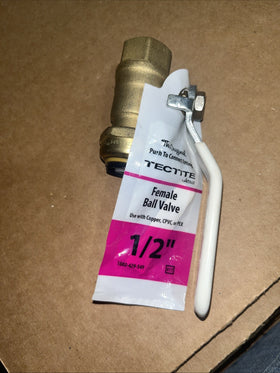 Push To Connect
TECTITE
Female
Ball Valve
Use with Copper, CPVC, or PEX
1/2"